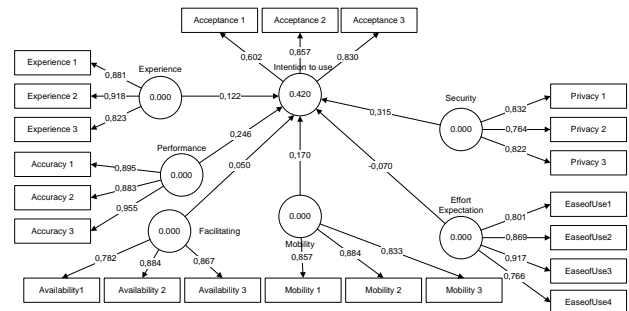 Acceptance 1
Acceptance 2
Acceptance 3
0,602
0,857
0,830
Intention to use
0.420
Experience 1
Experience 2
Experience 3
0,881
0,918
0,823
Experience
0.000
0,122
Security
0.000
0,315
0,832
0,764
0,822
Privacy 1
Privacy 2
Privacy 3
Accuracy 1
Accuracy 2
Accuracy 3
0,895
0,883
0,955
Performance
0.000
0,246
0,050
0.000
Facilitating
0,782
0,884
0,867
Availability1
Availability 2
Availability 3
0,170
0.000
Mobility
0,857
0,884
0,833
Mobility 1
Mobility 2
Mobility 3
-0,070
Effort
Expectation
0.000
0,801
0,869
0,917
0,766
EaseofUse1
EaseofUse2
EaseofUse3
EaseofUse4